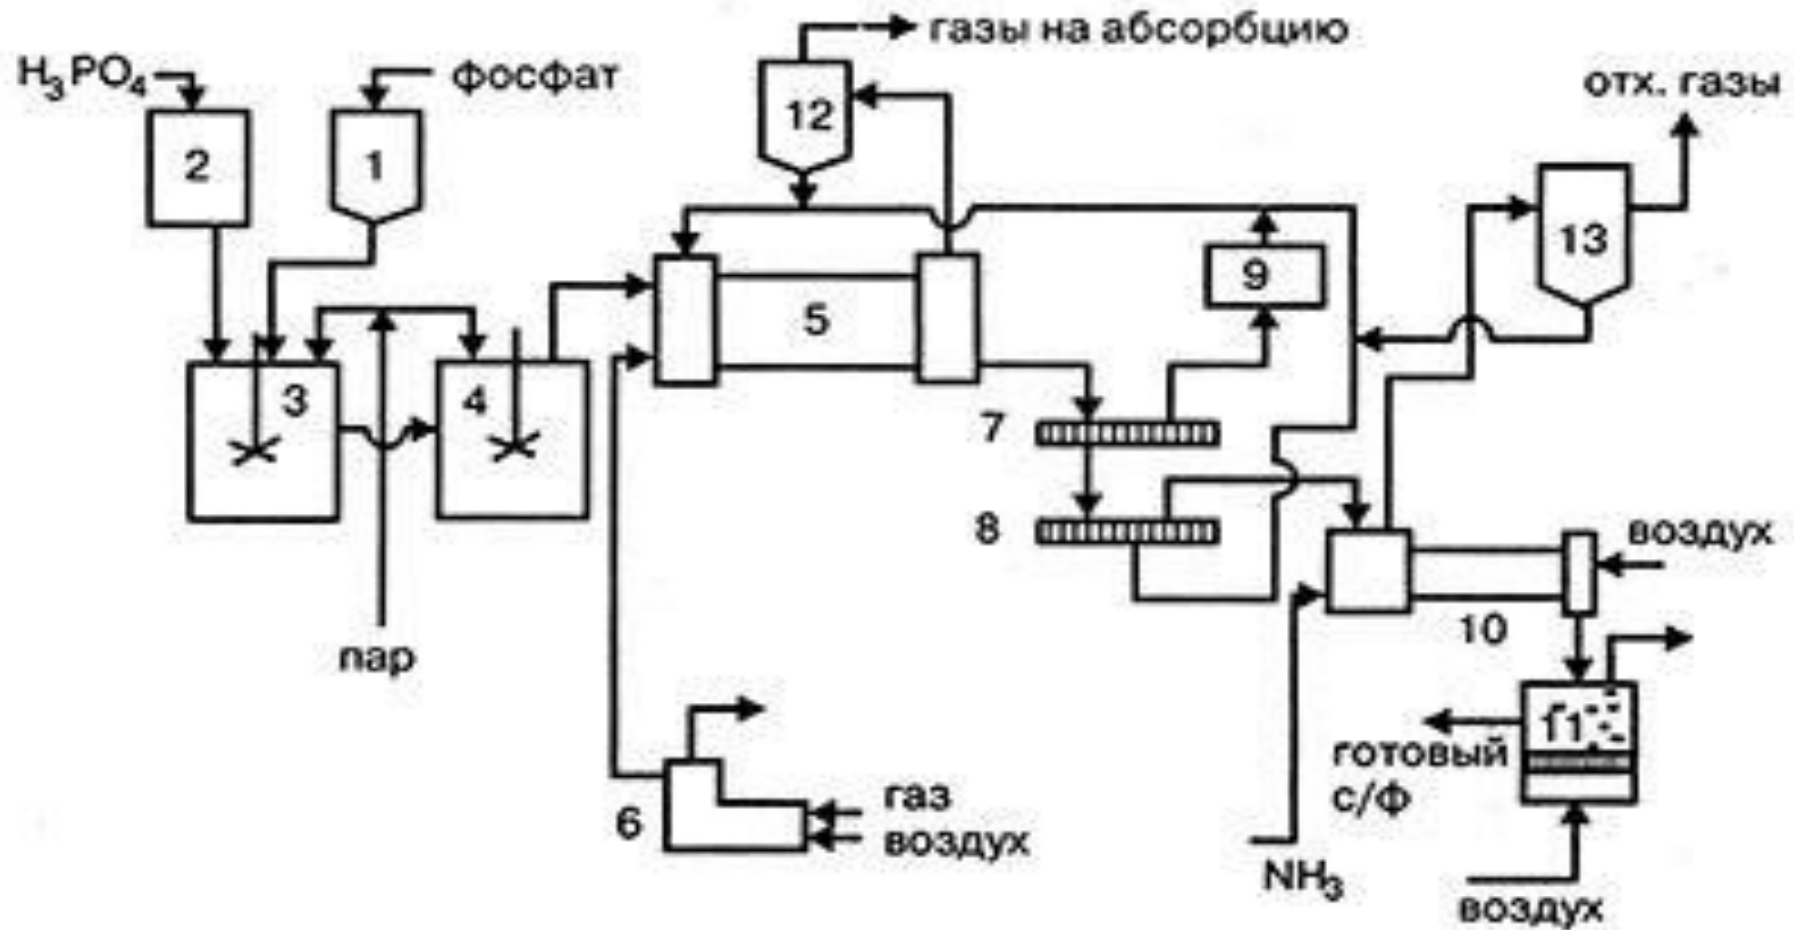 газы на абсорбцию
H₃PO₄
фосфат
отх. газы
12
2
1
13
9
5
3
4
7
8
воздух
10
пар
11
готовый
с/ф
газ
6
воздух
NH₃
воздух